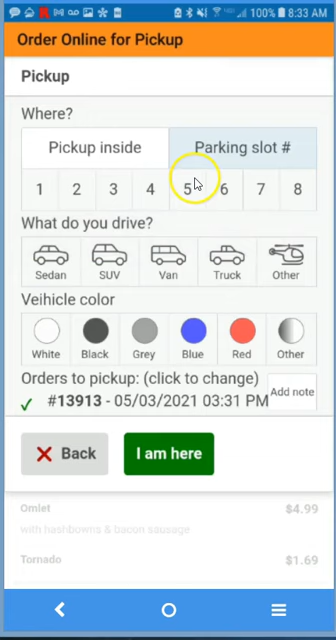 100% 8:33 AM
Order Online for Pickup
Pickup
Where?
Pickup inside Parking slot #
1 2 3 4 5 6 7 8
What do you drive?
Sedan SUV Van Truck Other
Veihicle color
White Black Grey Blue Red Other
Orders to pickup: (click to change)
#13913 - 05/03/2021 03:31 PM Add note
Back I am here
Omlet $4.99
with hashbowns & bacon sausage
Tornado $1.69